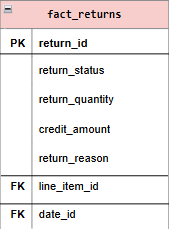 fact_returns
PK return_id
return_status
return_quantity
credit_amount
return_reason
FK line_item_id
FK date_id